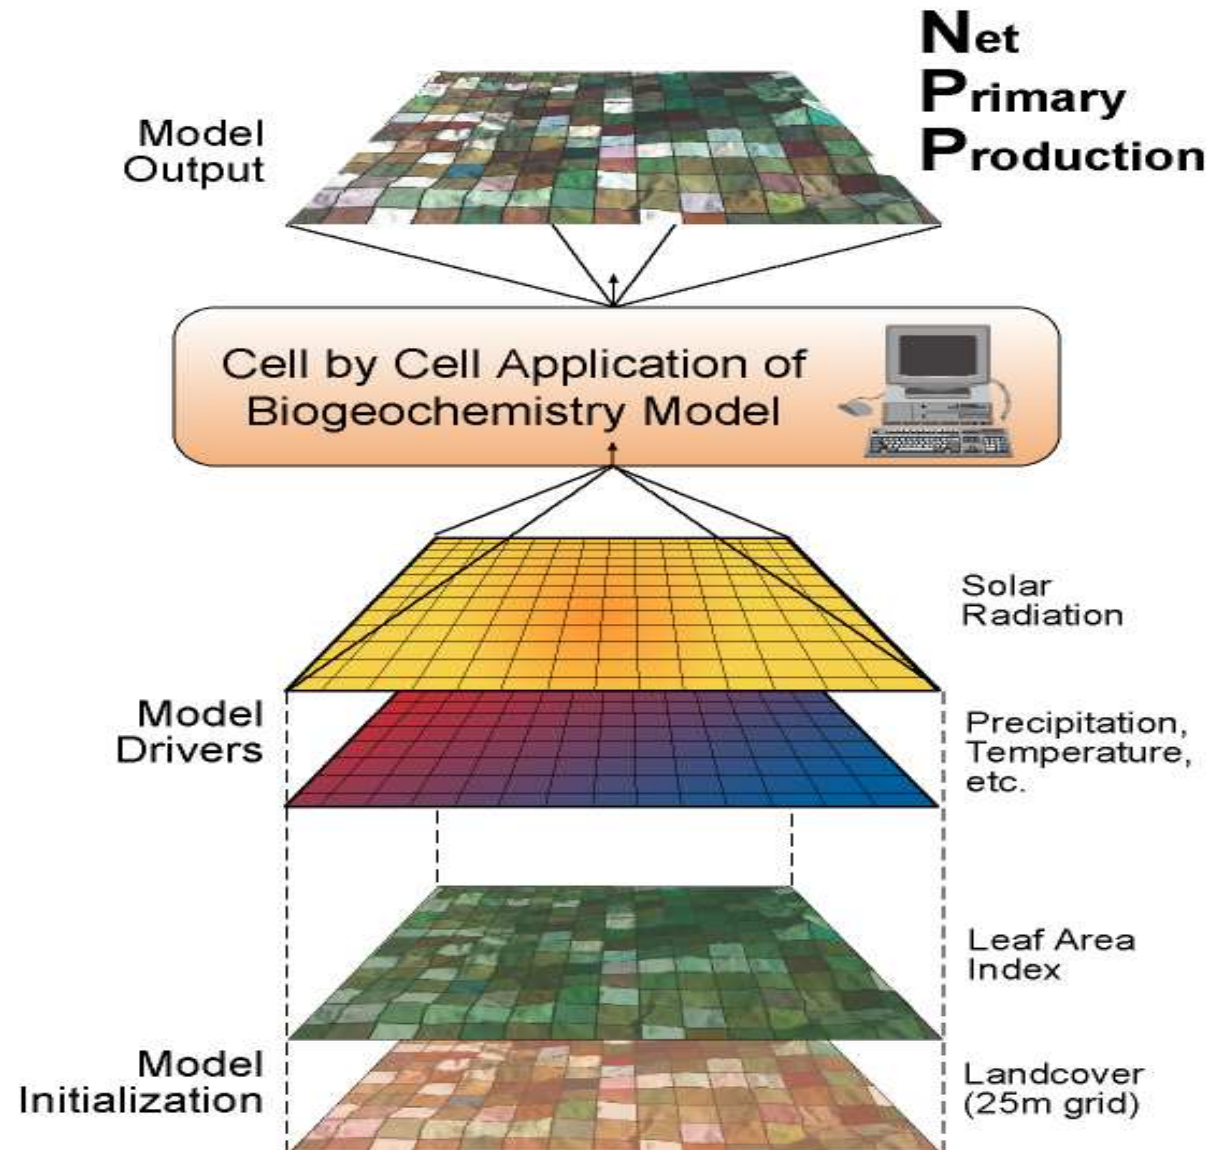 Net
Primary
Production
Model
Output
Cell by Cell Application of
Biogeochemistry Model
Solar
Radiation
Model
Drivers
Precipitation,
Temperature,
etc.
Leaf Area
Index
Model
Initialization
Landcover
(25m grid)